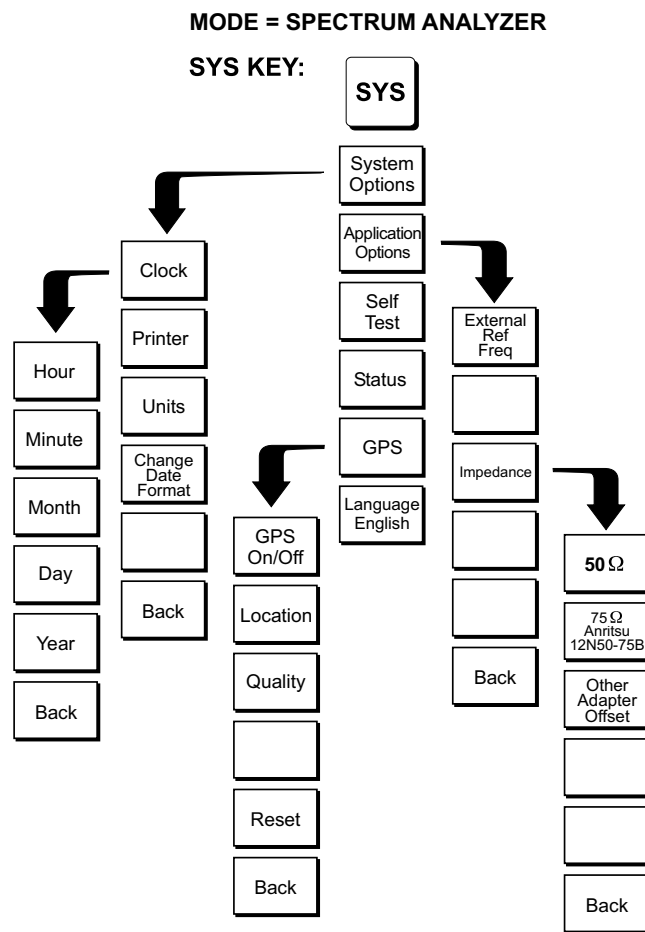 MODE = SPECTRUM ANALYZER
SYS KEY:
SYS
System
Options
Application
Options
Self
Test
Status
GPS
Language
English
Clock
Printer
Units
Change
Date
Format
Back
Hour
Minute
Month
Day
Year
Back
GPS
On/Off
Location
Quality
Reset
Back
External
Ref
Freq
Impedance
Back
50 Ω
75 Ω
Anritsu
12N50-75B
Other
Adapter
Offset
Back